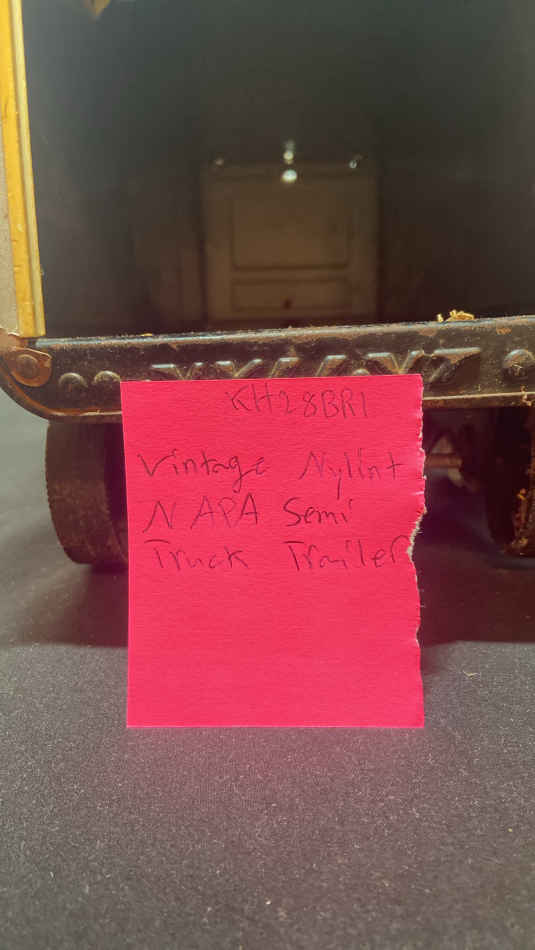 KH28BR1
Vintage Nylint
NAPA Semi
Truck Trailer